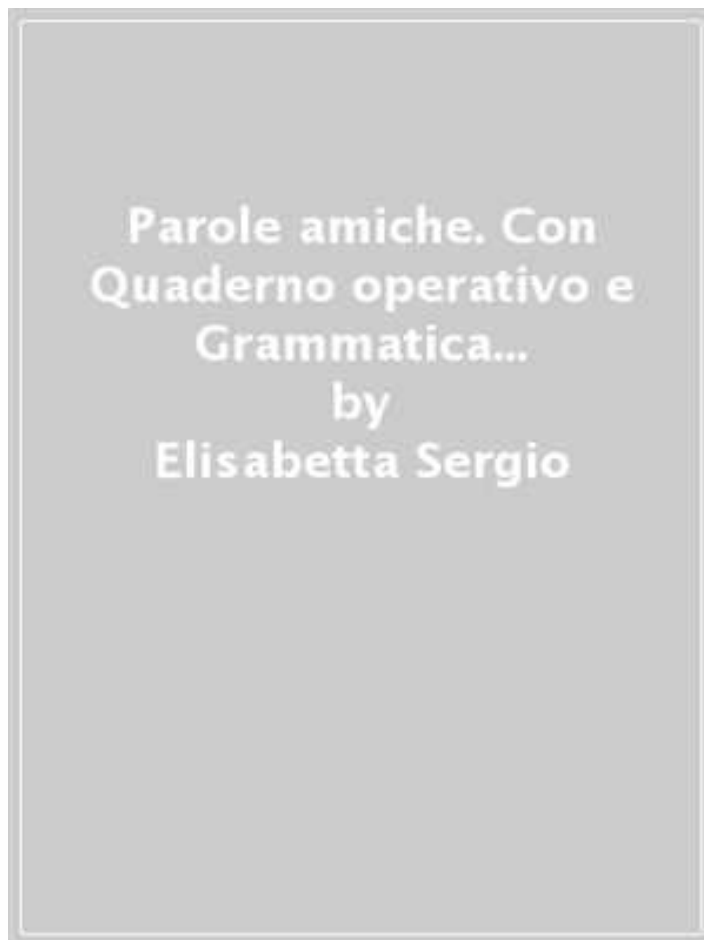 Parole amiche. Con
Quaderno operativo e
Grammatica...
by
Elisabetta Sergio